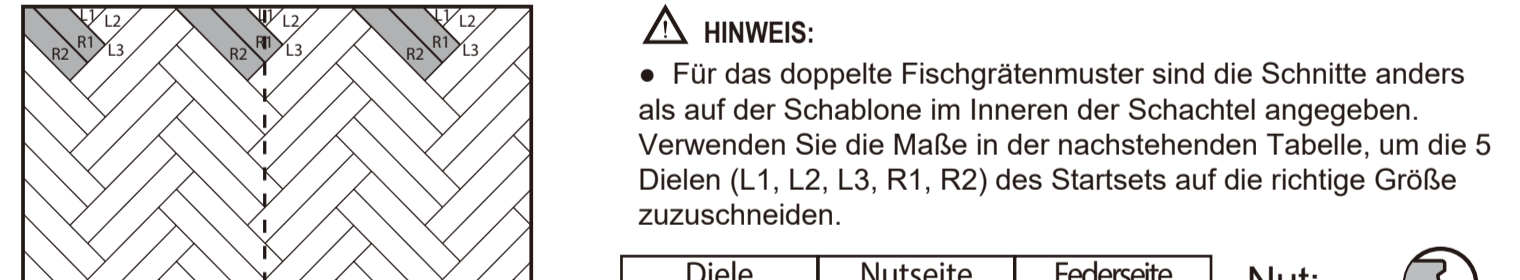 L1 L2 L1 L2 L1 L2
R2 R1 L3 R2 R1 L3 R2 R1 L3
HINWEIS:
● Für das doppelte Fischgrätenmuster sind die Schnitte anders
als auf der Schablone im Inneren der Schachtel angegeben.
Verwenden Sie die Maße in der nachstehenden Tabelle, um die 5
Dielen (L1, L2, L3, R1, R2) des Startsets auf die richtige Größe
zuzuschneiden.
Diele Nutseite Federseite Nut: